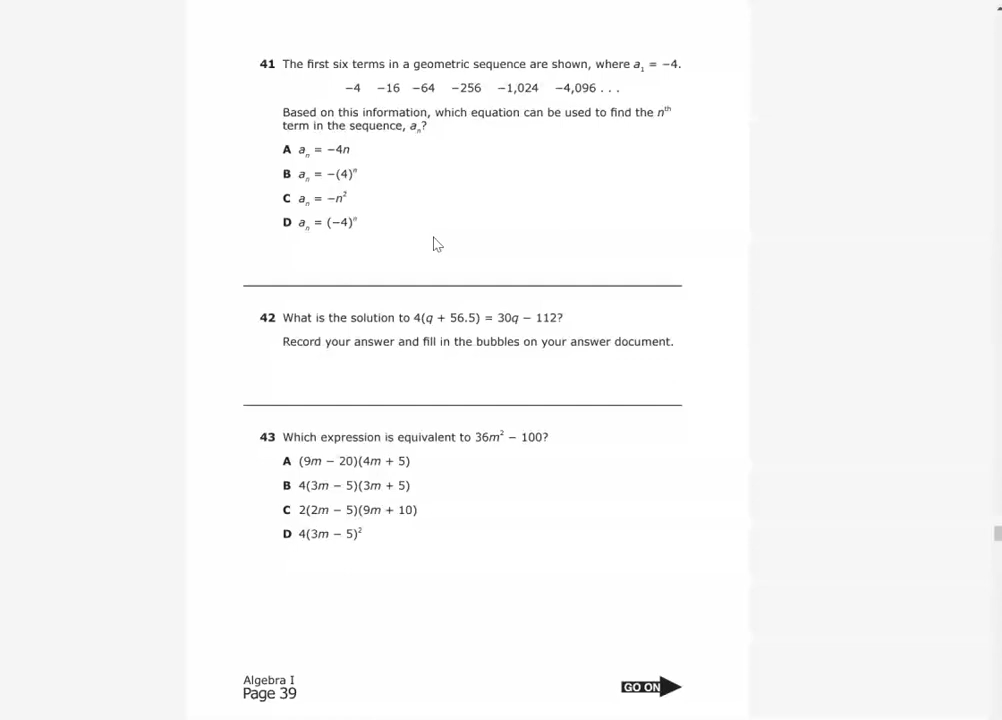 41 The first six terms in a geometric sequence are shown, where a₁ = −4.
−4 −16 −64 −256 −1,024 −4,096 . . .
Based on this information, which equation can be used to find the nᵗʰ
term in the sequence, aₙ?
A aₙ = −4n
B aₙ = −(4)ⁿ
C aₙ = −n²
D aₙ = (−4)ⁿ
42 What is the solution to 4(q + 56.5) = 30q − 112?
Record your answer and fill in the bubbles on your answer document.
43 Which expression is equivalent to 36m² − 100?
A (9m − 20)(4m + 5)
B 4(3m − 5)(3m + 5)
C 2(2m − 5)(9m + 10)
D 4(3m − 5)²
Algebra I
Page 39
GO ON